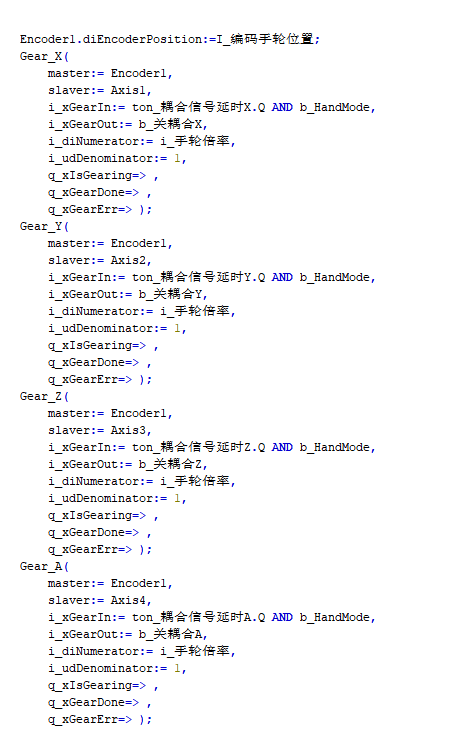 Encoder1.diEncoderPosition:=I_编码手轮位置;
Gear_X(
    master:= Encoder1,
    slaver:= Axis1,
    i_xGearIn:= ton_耦合信号延时X.Q AND b_HandMode,
    i_xGearOut:= b_关耦合X,
    i_diNumerator:= i_手轮倍率,
    i_udDenominator:= 1,
    q_xIsGearing=> ,
    q_xGearDone=> ,
    q_xGearErr=> );
Gear_Y(
    master:= Encoder1,
    slaver:= Axis2,
    i_xGearIn:= ton_耦合信号延时Y.Q AND b_HandMode,
    i_xGearOut:= b_关耦合Y,
    i_diNumerator:= i_手轮倍率,
    i_udDenominator:= 1,
    q_xIsGearing=> ,
    q_xGearDone=> ,
    q_xGearErr=> );
Gear_Z(
    master:= Encoder1,
    slaver:= Axis3,
    i_xGearIn:= ton_耦合信号延时Z.Q AND b_HandMode,
    i_xGearOut:= b_关耦合Z,
    i_diNumerator:= i_手轮倍率,
    i_udDenominator:= 1,
    q_xIsGearing=> ,
    q_xGearDone=> ,
    q_xGearErr=> );
Gear_A(
    master:= Encoder1,
    slaver:= Axis4,
    i_xGearIn:= ton_耦合信号延时A.Q AND b_HandMode,
    i_xGearOut:= b_关耦合A,
    i_diNumerator:= i_手轮倍率,
    i_udDenominator:= 1,
    q_xIsGearing=> ,
    q_xGearDone=> ,
    q_xGearErr=> );